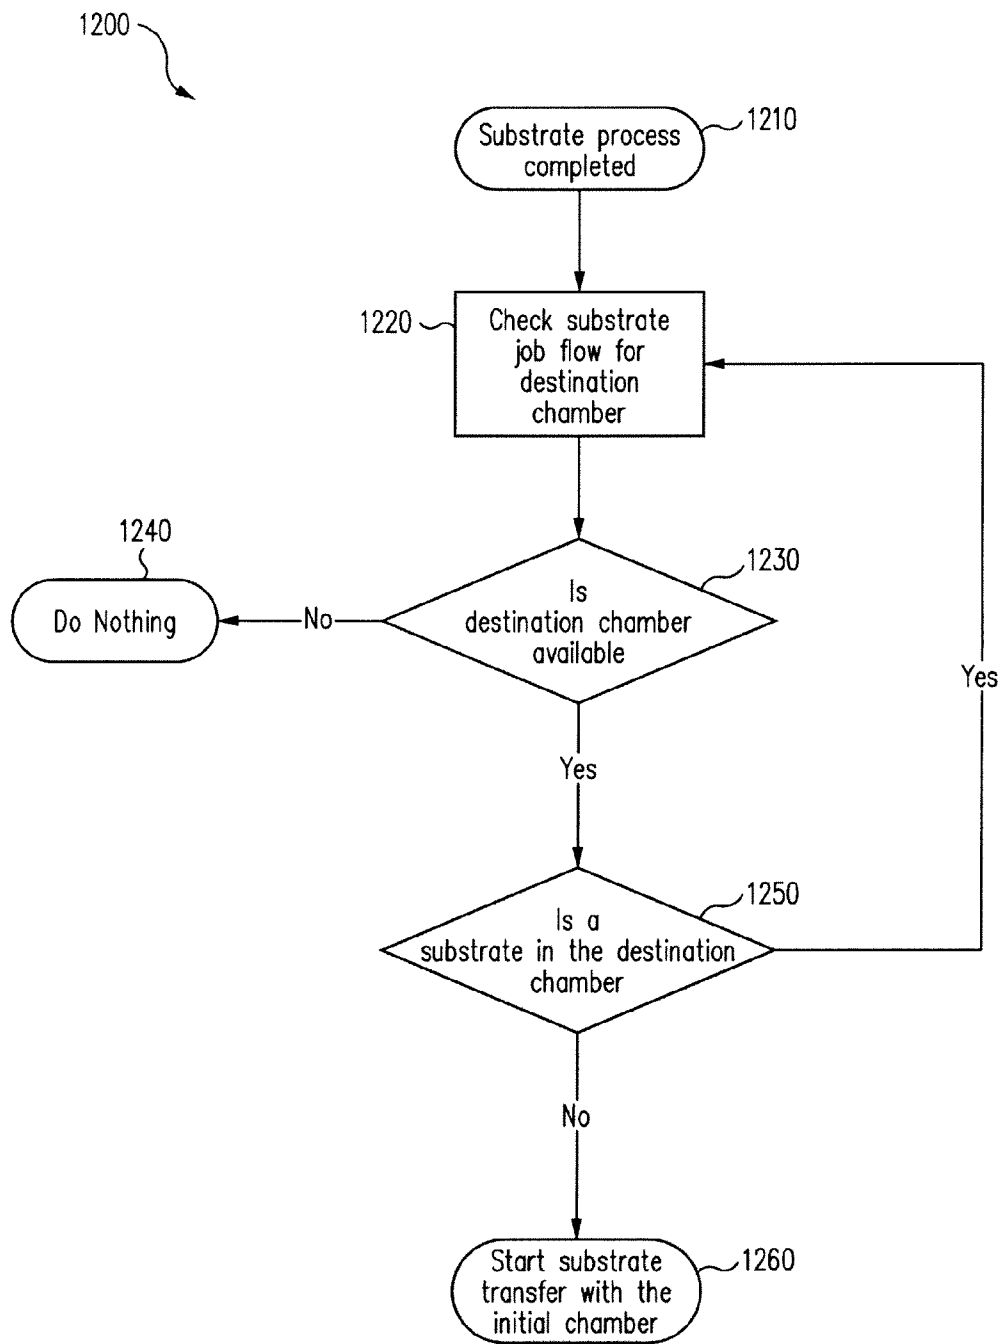 1200
1210
Substrate process
completed
1220
Check substrate
job flow for
destination
chamber
1240
Do Nothing
No
1230
Is
destination chamber
available
Yes
Yes
1250
Is a
substrate in the destination
chamber
No
1260
Start substrate
transfer with the
initial chamber